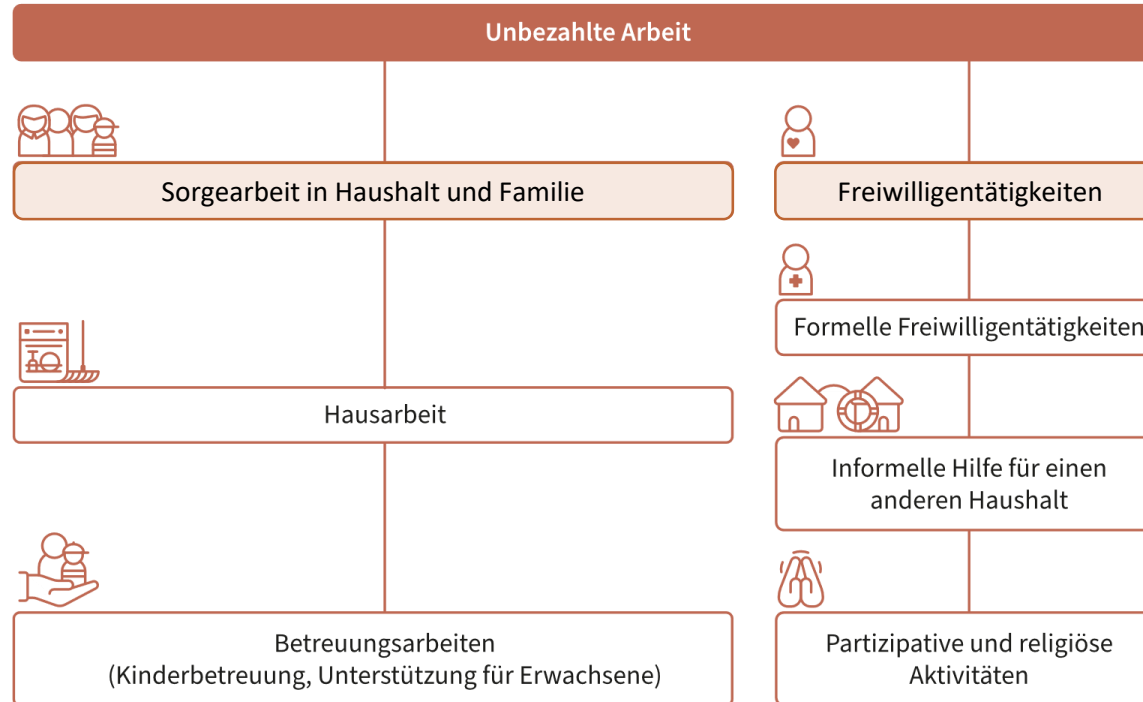 Unbezahlte Arbeit
Sorgearbeit in Haushalt und Familie
Hausarbeit
Betreuungsarbeiten
(Kinderbetreuung, Unterstützung für Erwachsene)
Freiwilligentätigkeiten
Formelle Freiwilligentätigkeiten
Informelle Hilfe für einen
anderen Haushalt
Partizipative und religiöse
Aktivitäten